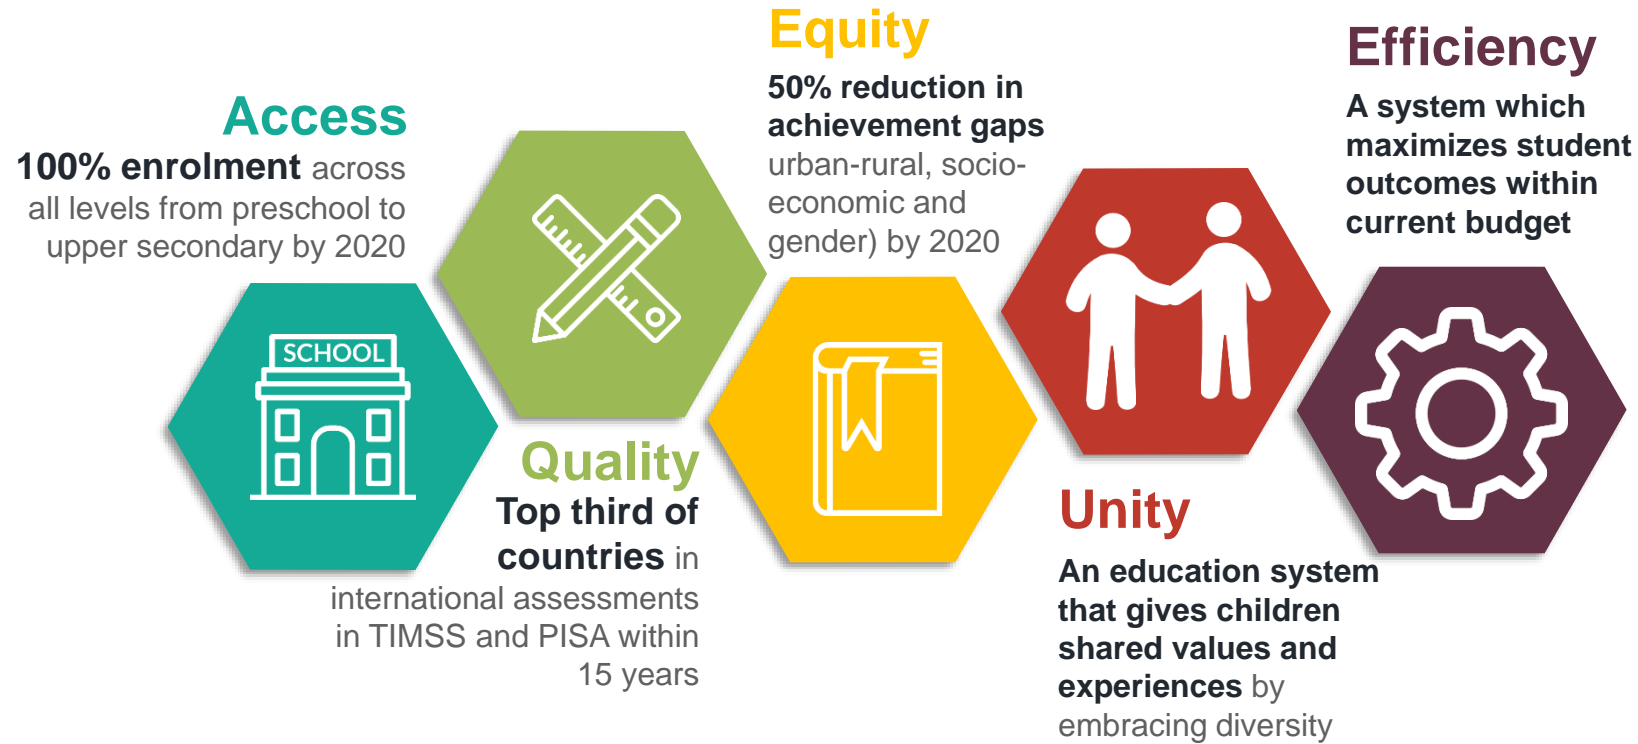 Access
100% enrolment across
all levels from preschool to
upper secondary by 2020
SCHOOL
Quality
Top third of
countries in
international assessments
in TIMSS and PISA within
15 years
Equity
50% reduction in
achievement gaps
urban-rural, socio-
economic and
gender) by 2020
Unity
An education system
that gives children
shared values and
experiences by
embracing diversity
Efficiency
A system which
maximizes student
outcomes within
current budget